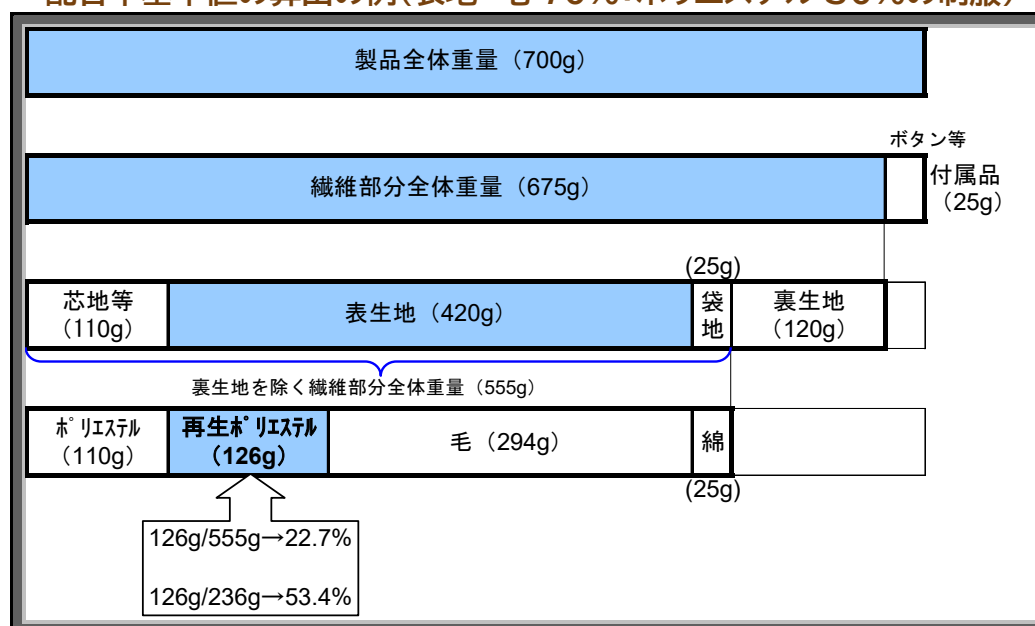 製品全体重量（700g）
ボタン等
繊維部分全体重量（675g）
付属品
（25g）
(25g)
芯地等
（110g）
表生地（420g）
袋
地
裏生地
（120g）
裏生地を除く繊維部分全体重量（555g）
ﾎﾟﾘｴｽﾃﾙ
（110g）
再生ﾎﾟﾘｴｽﾃﾙ
（126g）
毛（294g）
綿
(25g)
126g/555g→22.7%
126g/236g→53.4%